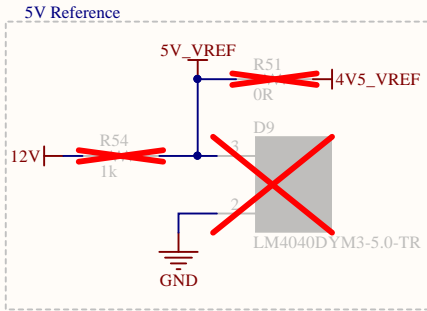 5V Reference
5V_VREF
R51
0R
4V5_VREF
R54
1k
12V
D9
3
2
LM4040DYM3-5.0-TR
GND